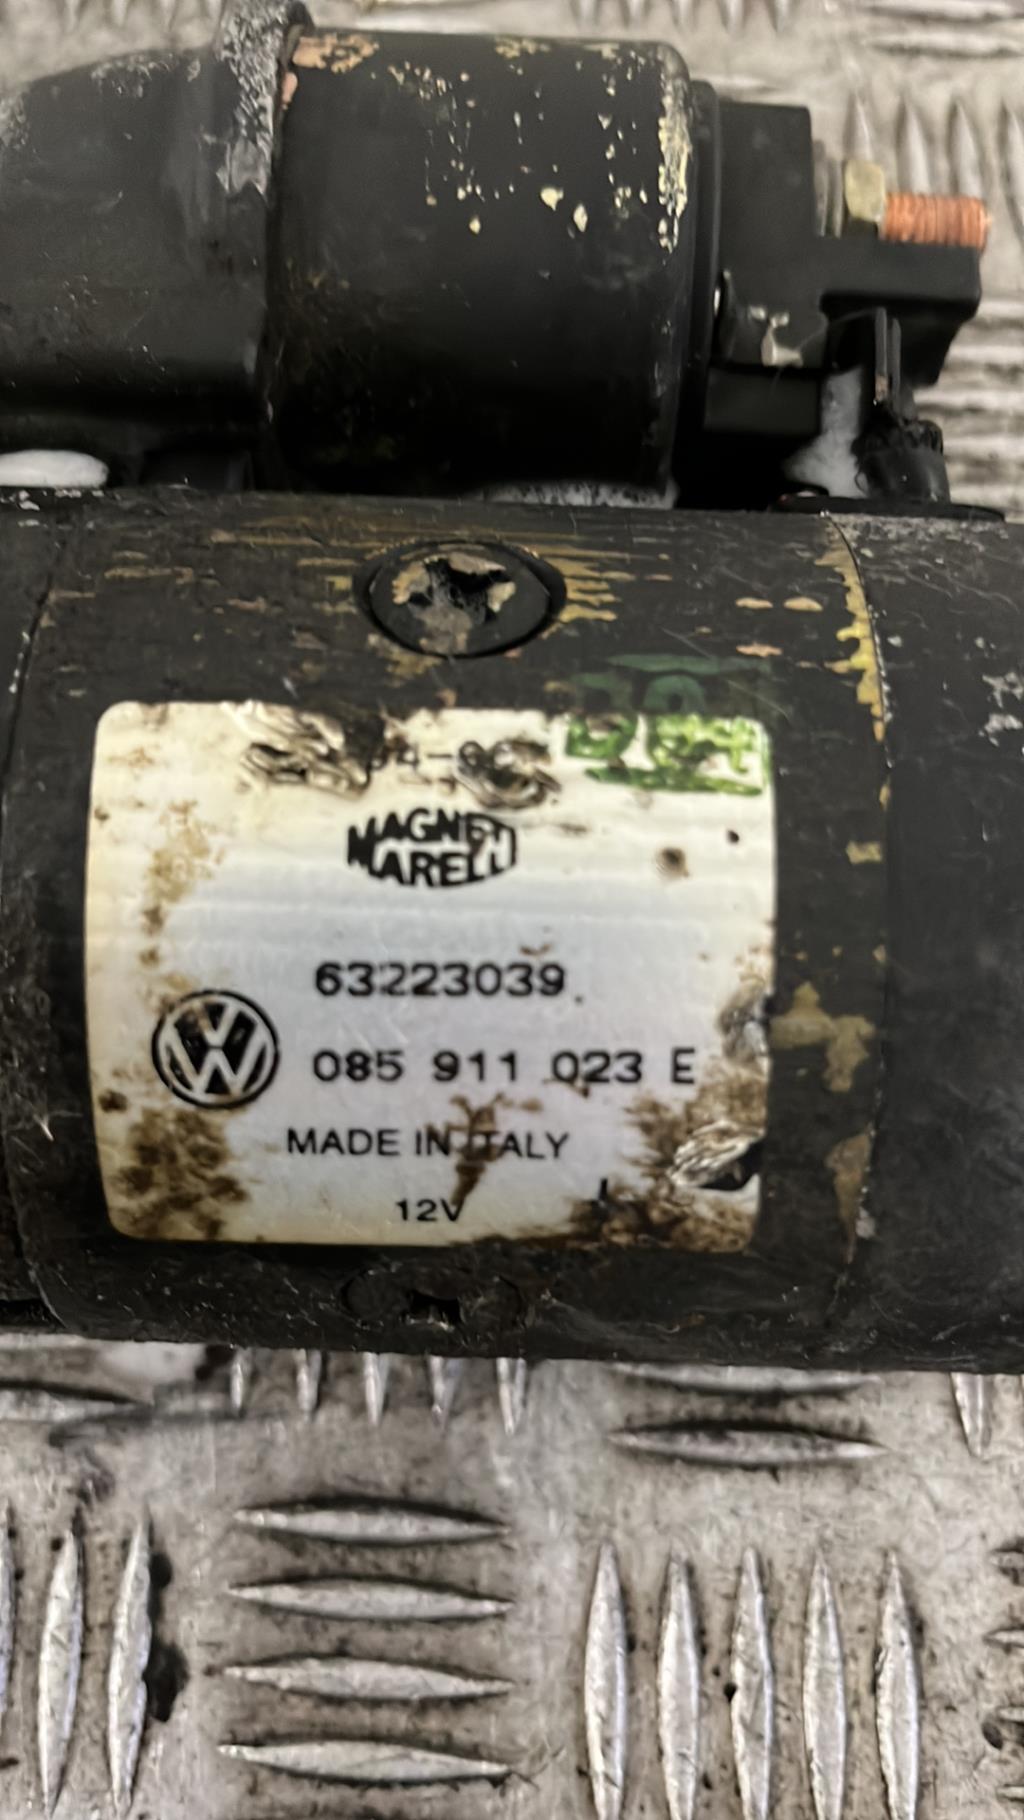 MAGNETI
MARELLI
63223039
085 911 023 E
MADE IN ITALY
12V